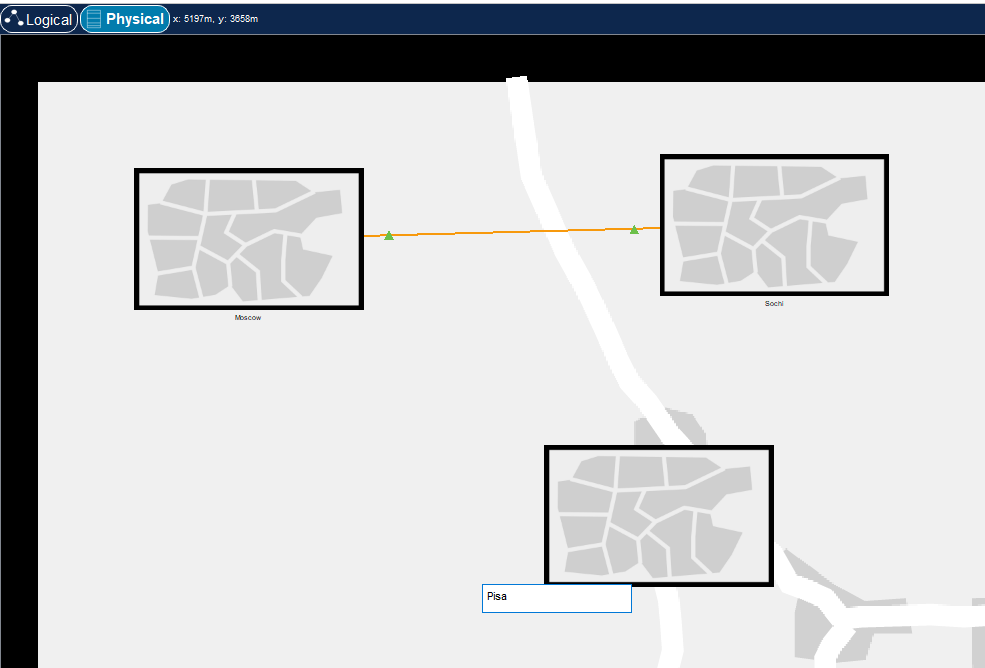 Logical Physical x: 5197m, y: 3658m
Moscow
Sochi
Pisa